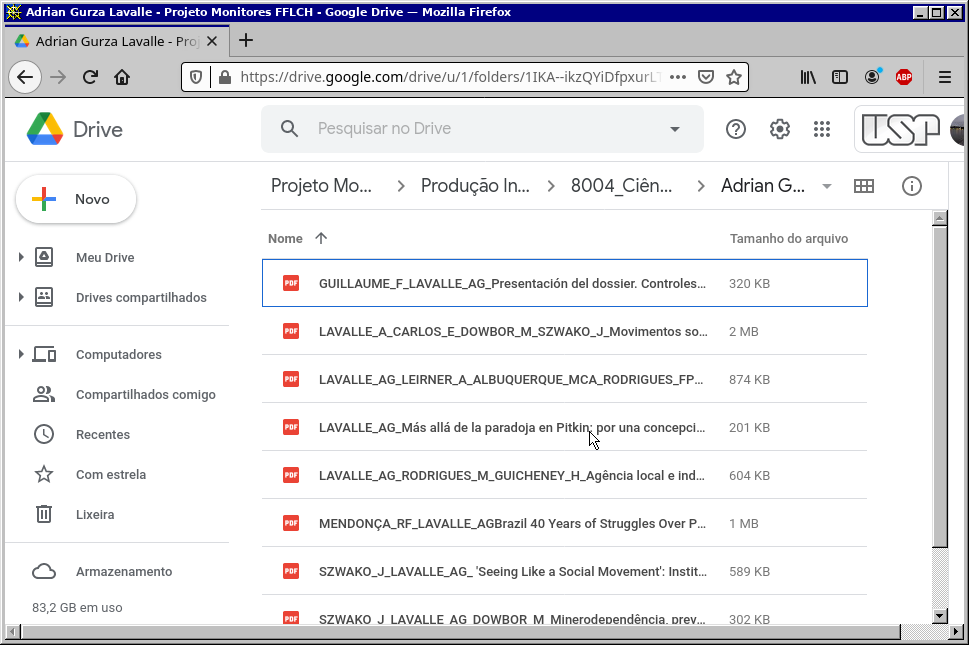 Adrian Gurza Lavalle - Projeto Monitores FFLCH - Google Drive — Mozilla Firefox
Adrian Gurza Lavalle - Proj
https://drive.google.com/drive/u/1/folders/1IKA--ikzQYiDfpxurL
ABP
Drive
Pesquisar no Drive
USP
Projeto Mo...
Produção In...
8004_Ciên...
Adrian G...
Novo
Nome
Tamanho do arquivo
Meu Drive
Drives compartilhados
Computadores
Compartilhados comigo
Recentes
Com estrela
Lixeira
Armazenamento
83,2 GB em uso
PDF GUILLAUME_F_LAVALLE_AG_Presentación del dossier. Controles... 320 KB
PDF LAVALLE_A_CARLOS_E_DOWBOR_M_SZWAKO_J_Movimentos so... 2 MB
PDF LAVALLE_AG_LEIRNER_A_ALBUQUERQUE_MCA_RODRIGUES_FP... 874 KB
PDF LAVALLE_AG_Más allá de la paradoja en Pitkin: por una concepci... 201 KB
PDF LAVALLE_AG_RODRIGUES_M_GUICHENEY_H_Agência local e ind... 604 KB
PDF MENDONÇA_RF_LAVALLE_AGBrazil 40 Years of Struggles Over P... 1 MB
PDF SZWAKO_J_LAVALLE_AG_ 'Seeing Like a Social Movement': Instit... 589 KB
PDF SZWAKO_J_LAVALLE_AG_DOWBOR_M_Minerodependência, prev... 302 KB